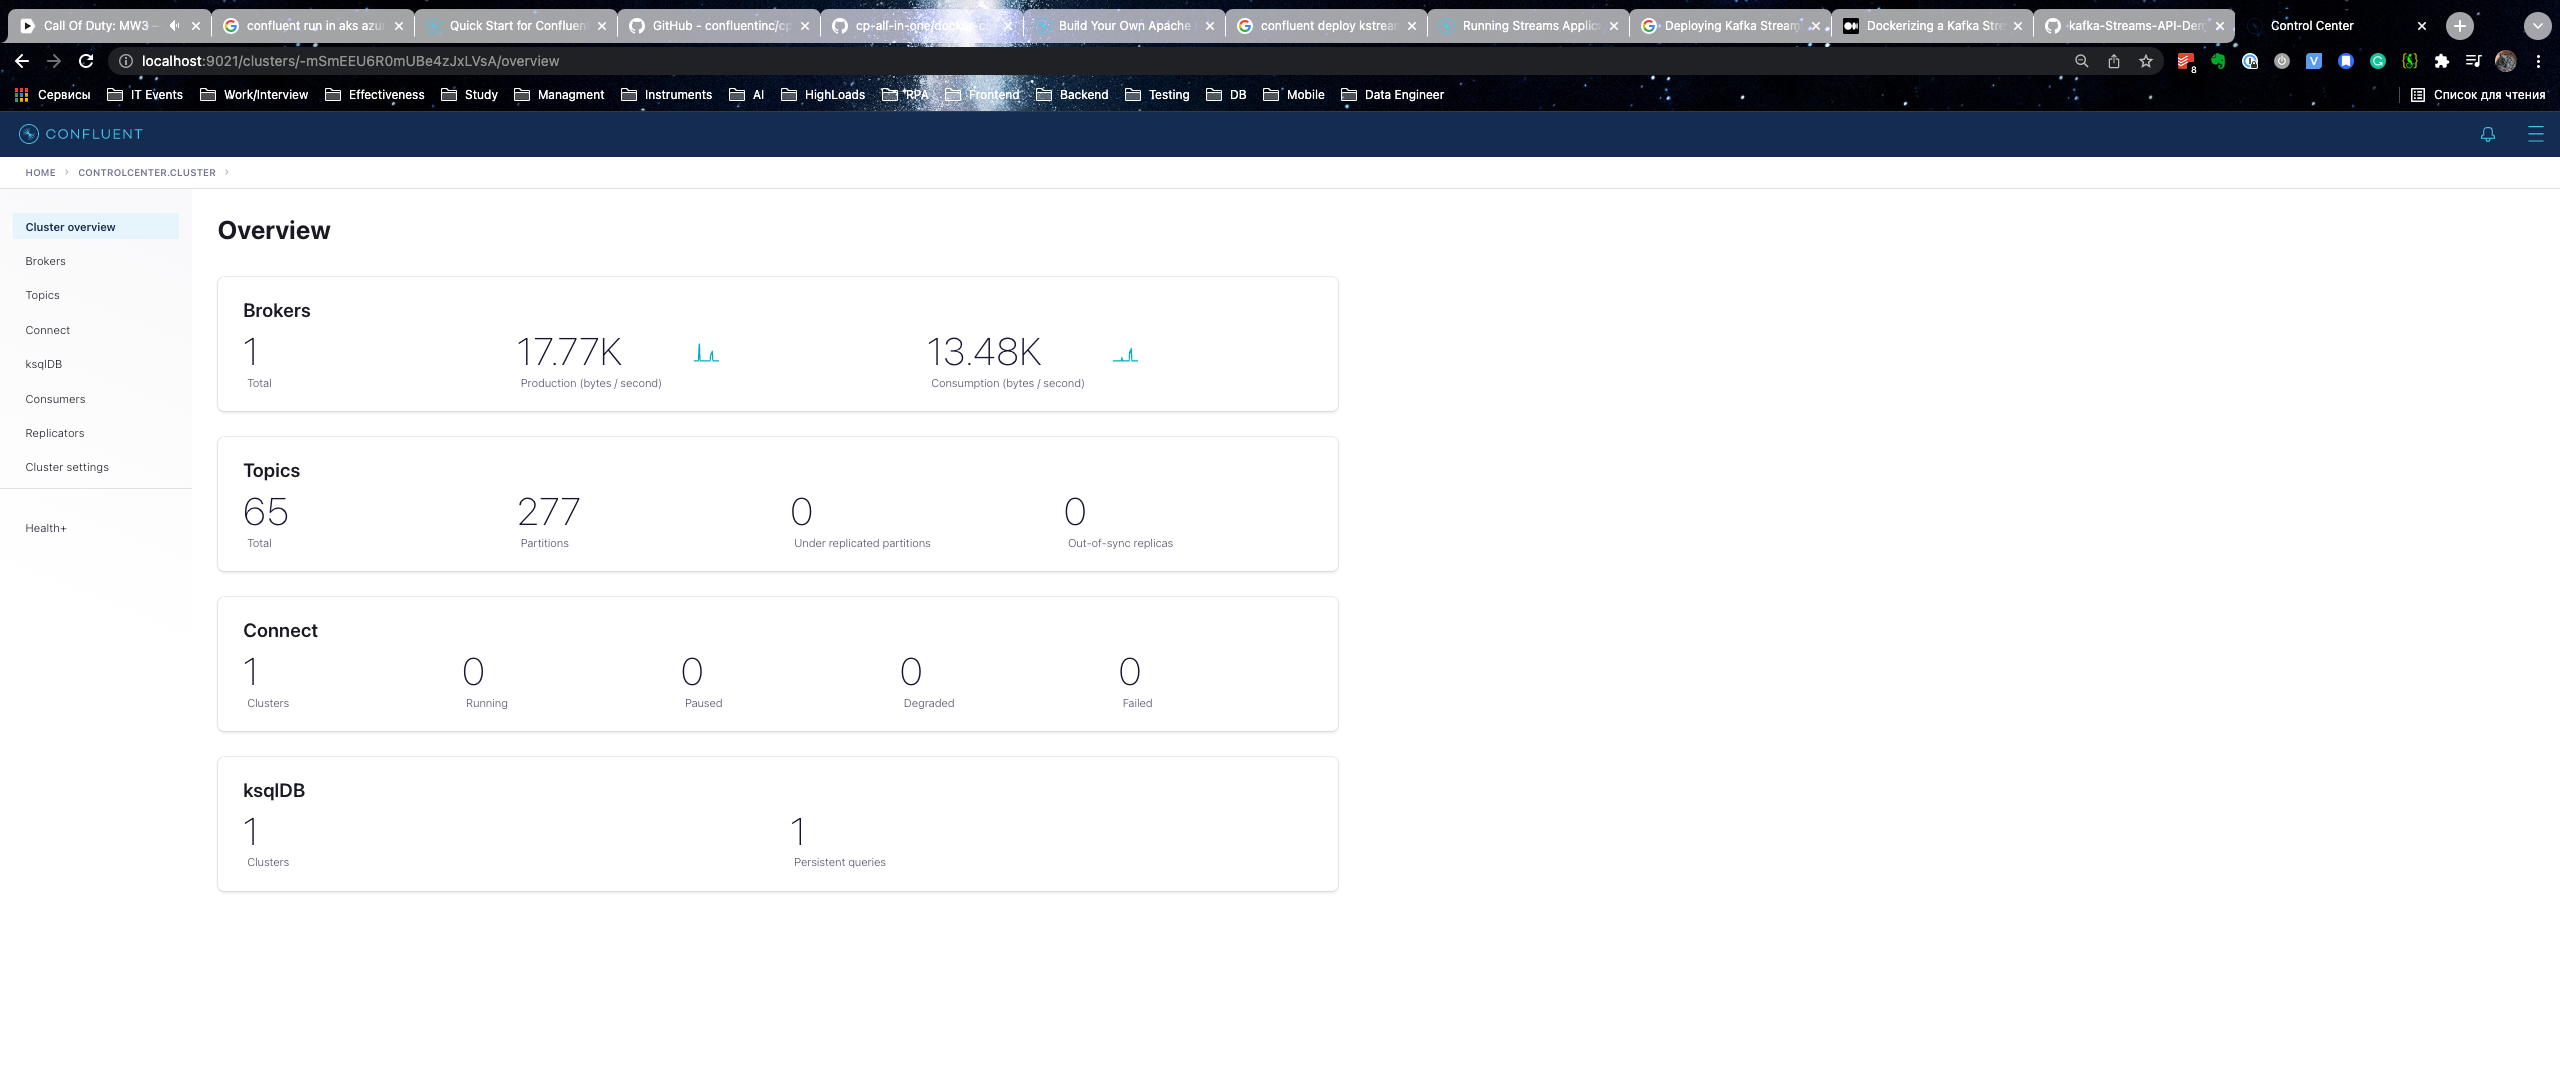 Call Of Duty: MW3 –
confluent run in aks azu
Quick Start for Confluen
GitHub - confluentinc/cp
cp-all-in-one/docker-c
Build Your Own Apache
confluent deploy kstrea
Running Streams Applic
Deploying Kafka Stream
Dockerizing a Kafka Stre
kafka-Streams-API-Dem
Control Center
localhost:9021/clusters/-mSmEEU6R0mUBe4zJxLVsA/overview
8
Сервисы
IT Events
Work/Interview
Effectiveness
Study
Managment
Instruments
AI
HighLoads
RPA
Frontend
Backend
Testing
DB
Mobile
Data Engineer
Список для чтения
CONFLUENT
HOME > CONTROLCENTER.CLUSTER >
Cluster overview
Brokers
Topics
Connect
ksqlDB
Consumers
Replicators
Cluster settings
Health+
Overview
Brokers
1 17.77K 13.48K
Total Production (bytes / second) Consumption (bytes / second)
Topics
65 277 0 0
Total Partitions Under replicated partitions Out-of-sync replicas
Connect
1 0 0 0 0
Clusters Running Paused Degraded Failed
ksqlDB
1 1
Clusters Persistent queries